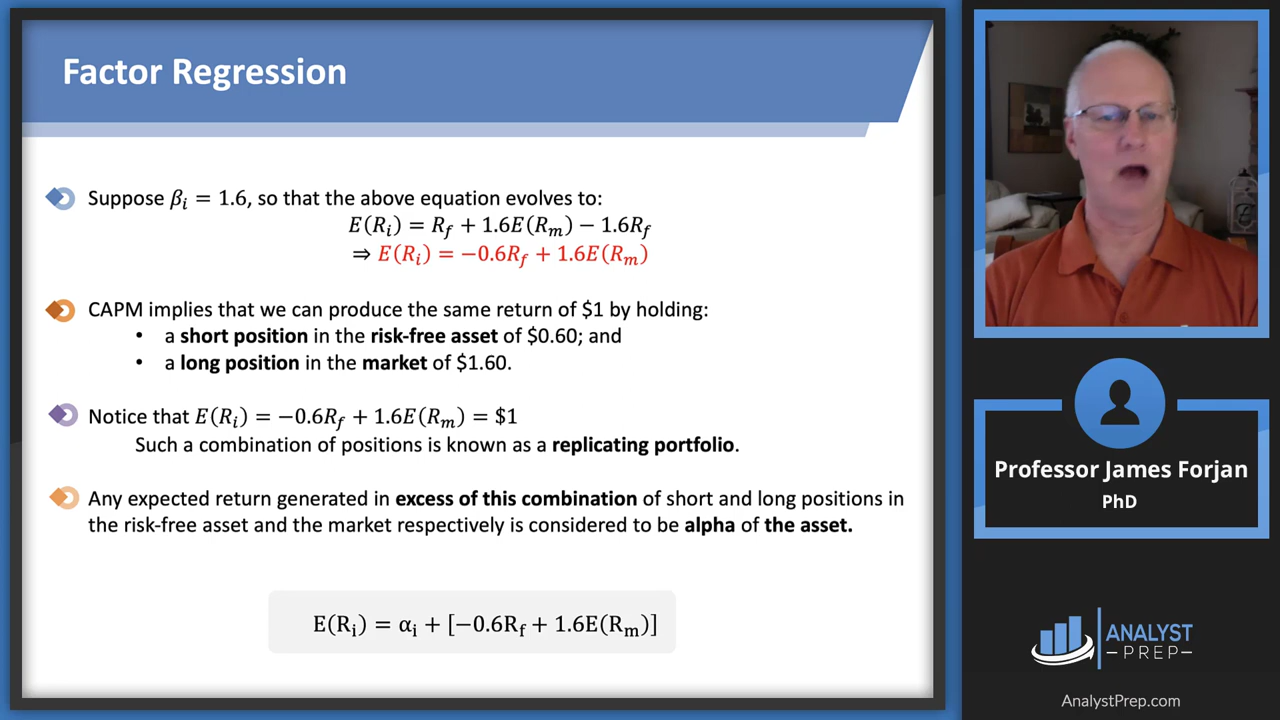 Factor Regression
Suppose βᵢ = 1.6, so that the above equation evolves to:
E(Rᵢ) = R_f + 1.6E(Rₘ) − 1.6R_f
⇒ E(Rᵢ) = −0.6R_f + 1.6E(Rₘ)
CAPM implies that we can produce the same return of $1 by holding:
• a short position in the risk-free asset of $0.60; and
• a long position in the market of $1.60.
Notice that E(Rᵢ) = −0.6R_f + 1.6E(Rₘ) = $1
Such a combination of positions is known as a replicating portfolio.
Any expected return generated in excess of this combination of short and long positions in
the risk-free asset and the market respectively is considered to be alpha of the asset.
E(Rᵢ) = αᵢ + [−0.6R_f + 1.6E(Rₘ)]
Professor James Forjan
PhD
ANALYST
PREP
AnalystPrep.com